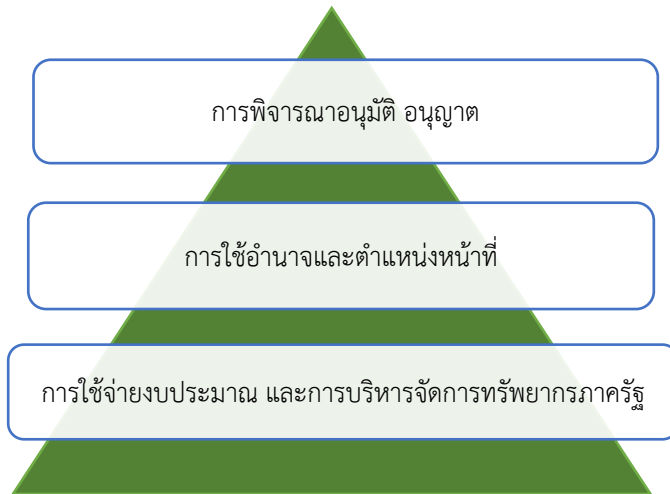 การพิจารณาอนุมัติ อนุญาต
การใช้อำนาจและตำแหน่งหน้าที่
การใช้จ่ายงบประมาณ และการบริหารจัดการทรัพยากรภาครัฐ